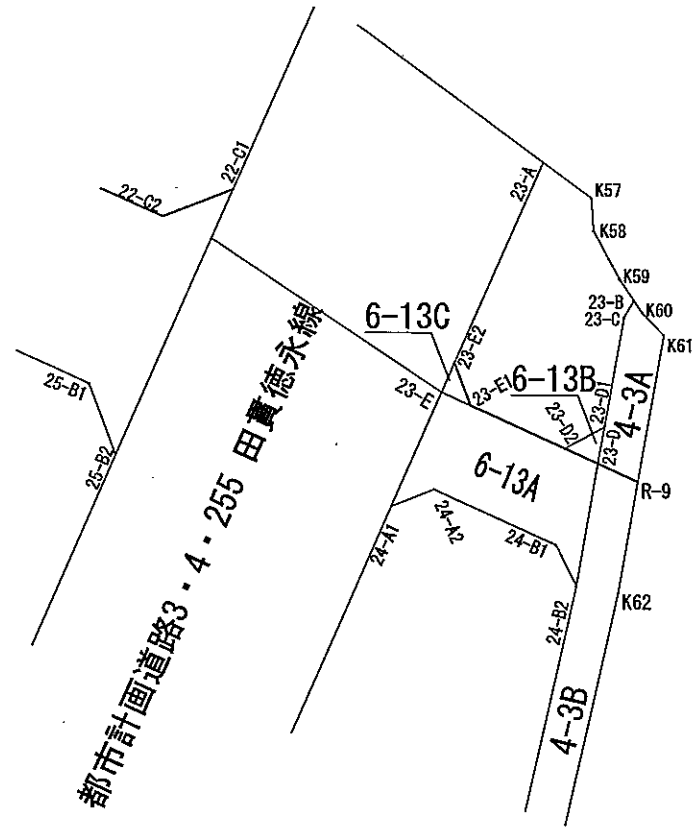 22-C1
22-C2
23-A
K57
K58
K59
23-B
23-C
K60
K61
6-13C
23-E2
23-E
23-E1
6-13B
23-D2
23-D1
23-D
4-3A
25-B1
25-B2
6-13A
R-9
24-A1
24-A2
24-B1
24-B2
K62
4-3B
都市計画道路3・4・255 田貫徳永線